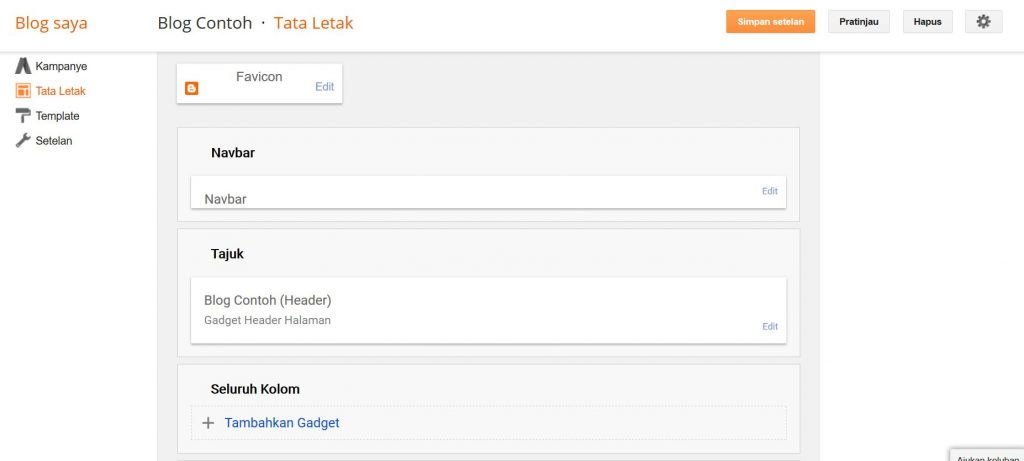 Blog saya
Blog Contoh · Tata Letak
Simpan setelan
Pratinjau
Hapus
Kampanye
Tata Letak
Template
Setelan
Favicon
Edit
Navbar
Navbar
Edit
Tajuk
Blog Contoh (Header)
Gadget Header Halaman
Edit
Seluruh Kolom
Tambahkan Gadget
Ajukan keluhan